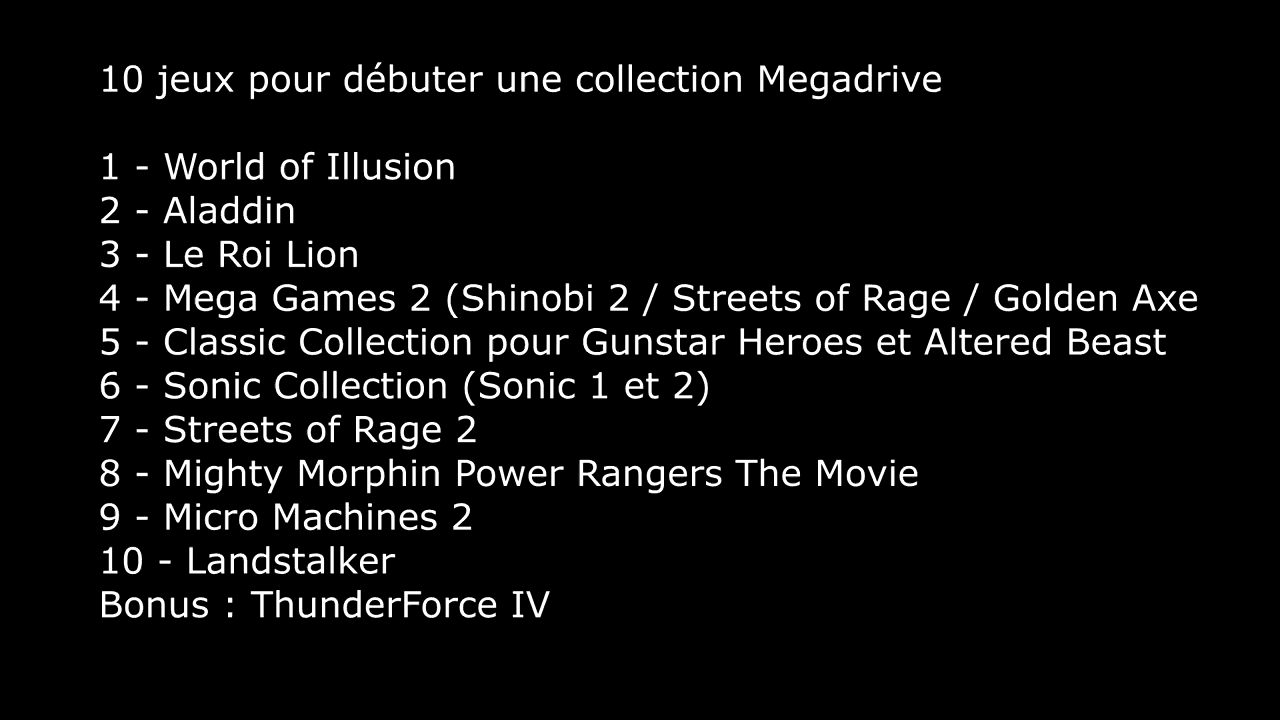 10 jeux pour débuter une collection Megadrive
1 - World of Illusion
2 - Aladdin
3 - Le Roi Lion
4 - Mega Games 2 (Shinobi 2 / Streets of Rage / Golden Axe
5 - Classic Collection pour Gunstar Heroes et Altered Beast
6 - Sonic Collection (Sonic 1 et 2)
7 - Streets of Rage 2
8 - Mighty Morphin Power Rangers The Movie
9 - Micro Machines 2
10 - Landstalker
Bonus : ThunderForce IV